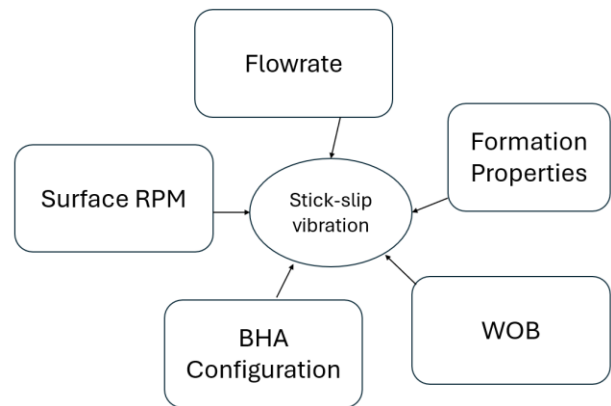 Flowrate
Formation
Properties
Surface RPM
Stick-slip
vibration
BHA
Configuration
WOB